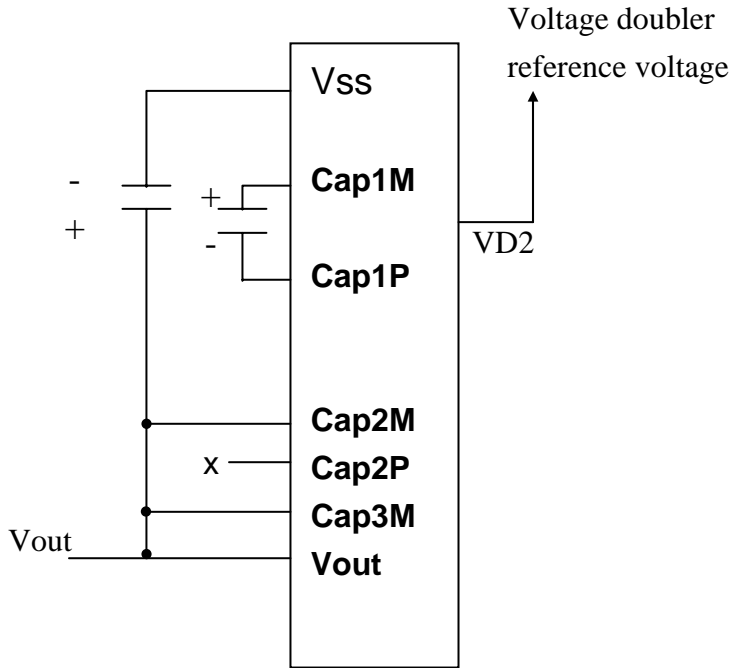 Voltage doubler
reference voltage
Vss
-
+
Cap1M
+
-
Cap1P
VD2
Cap2M
x
Cap2P
Cap3M
Vout
Vout